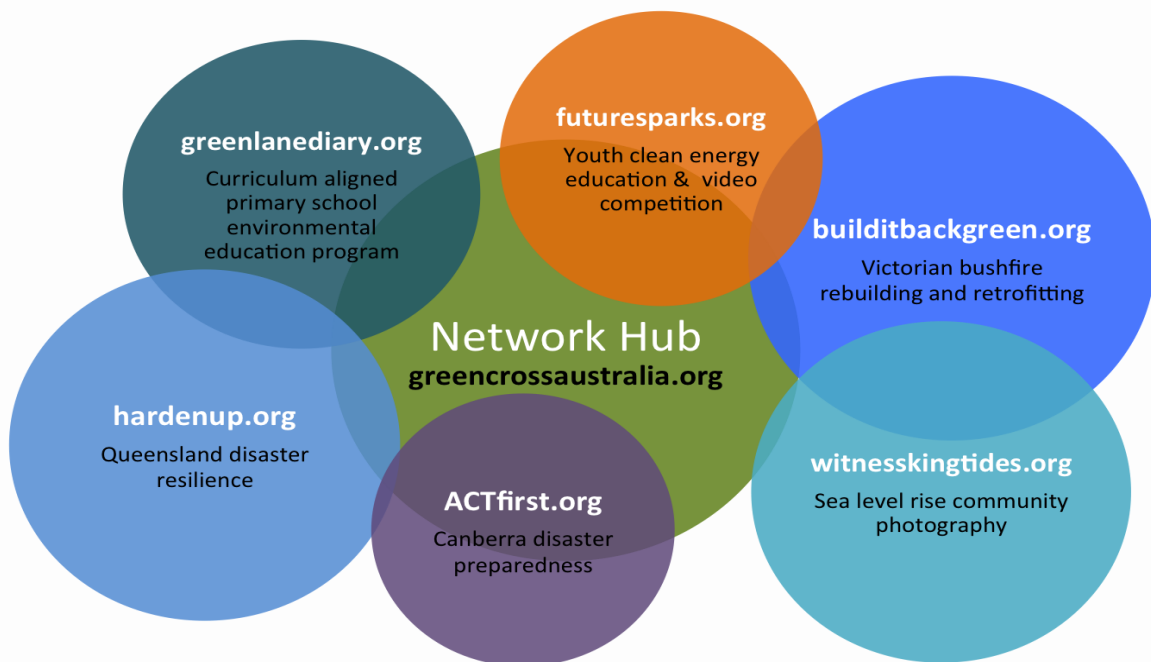 greenlanediary.org
Curriculum aligned
primary school
environmental
education program
futuresparks.org
Youth clean energy
education & video
competition
builditbackgreen.org
Victorian bushfire
rebuilding and retrofitting
Network Hub
greencrossaustralia.org
hardenup.org
Queensland disaster
resilience
ACTfirst.org
Canberra disaster
preparedness
witnesskingtides.org
Sea level rise community
photography